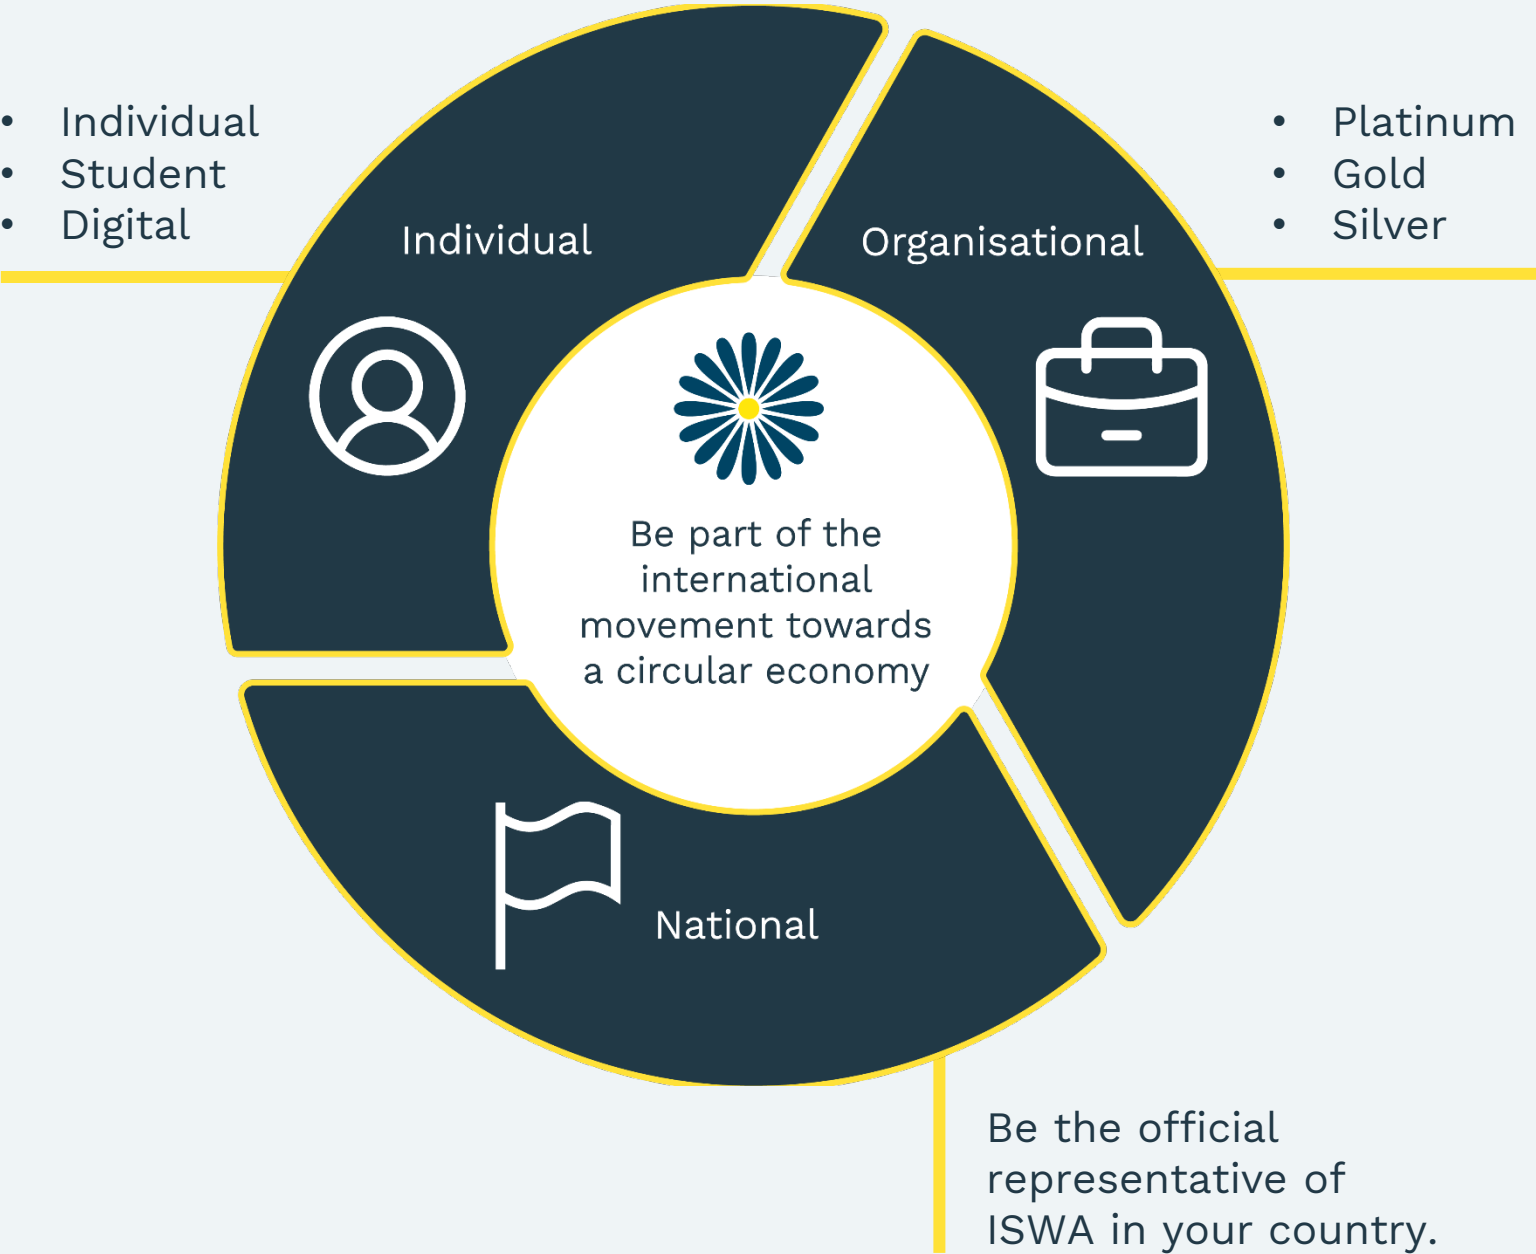 • Individual
• Student
• Digital
• Platinum
• Gold
• Silver
Individual
Organisational
Be part of the
international
movement towards
a circular economy
National
Be the official
representative of
ISWA in your country.